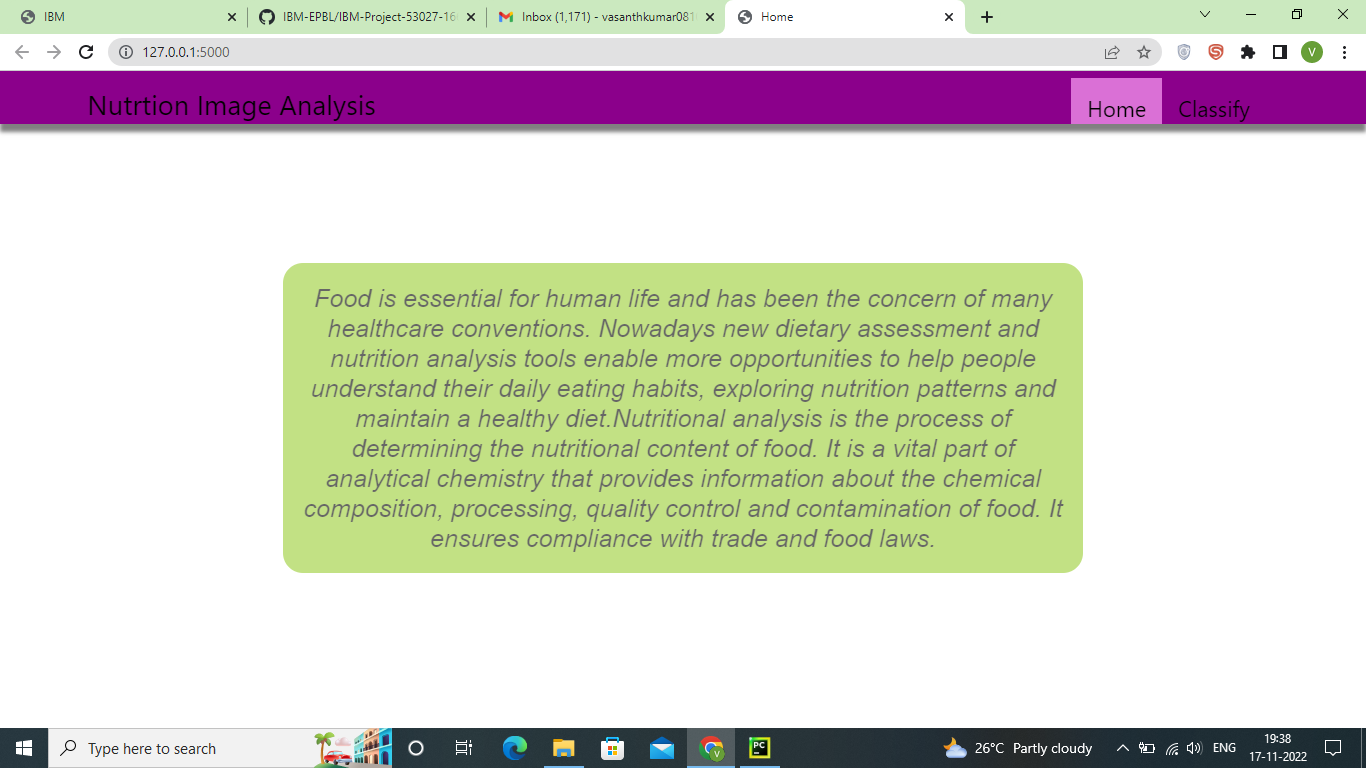 IBM
IBM-EPBL/IBM-Project-53027-16
Inbox (1,171) - vasanthkumar081
Home
127.0.0.1:5000
V
Nutrtion Image Analysis
Home
Classify
Food is essential for human life and has been the concern of many
healthcare conventions. Nowadays new dietary assessment and
nutrition analysis tools enable more opportunities to help people
understand their daily eating habits, exploring nutrition patterns and
maintain a healthy diet.Nutritional analysis is the process of
determining the nutritional content of food. It is a vital part of
analytical chemistry that provides information about the chemical
composition, processing, quality control and contamination of food. It
ensures compliance with trade and food laws.
Type here to search
V
PC
26°C Partly cloudy
ENG
19:38
17-11-2022